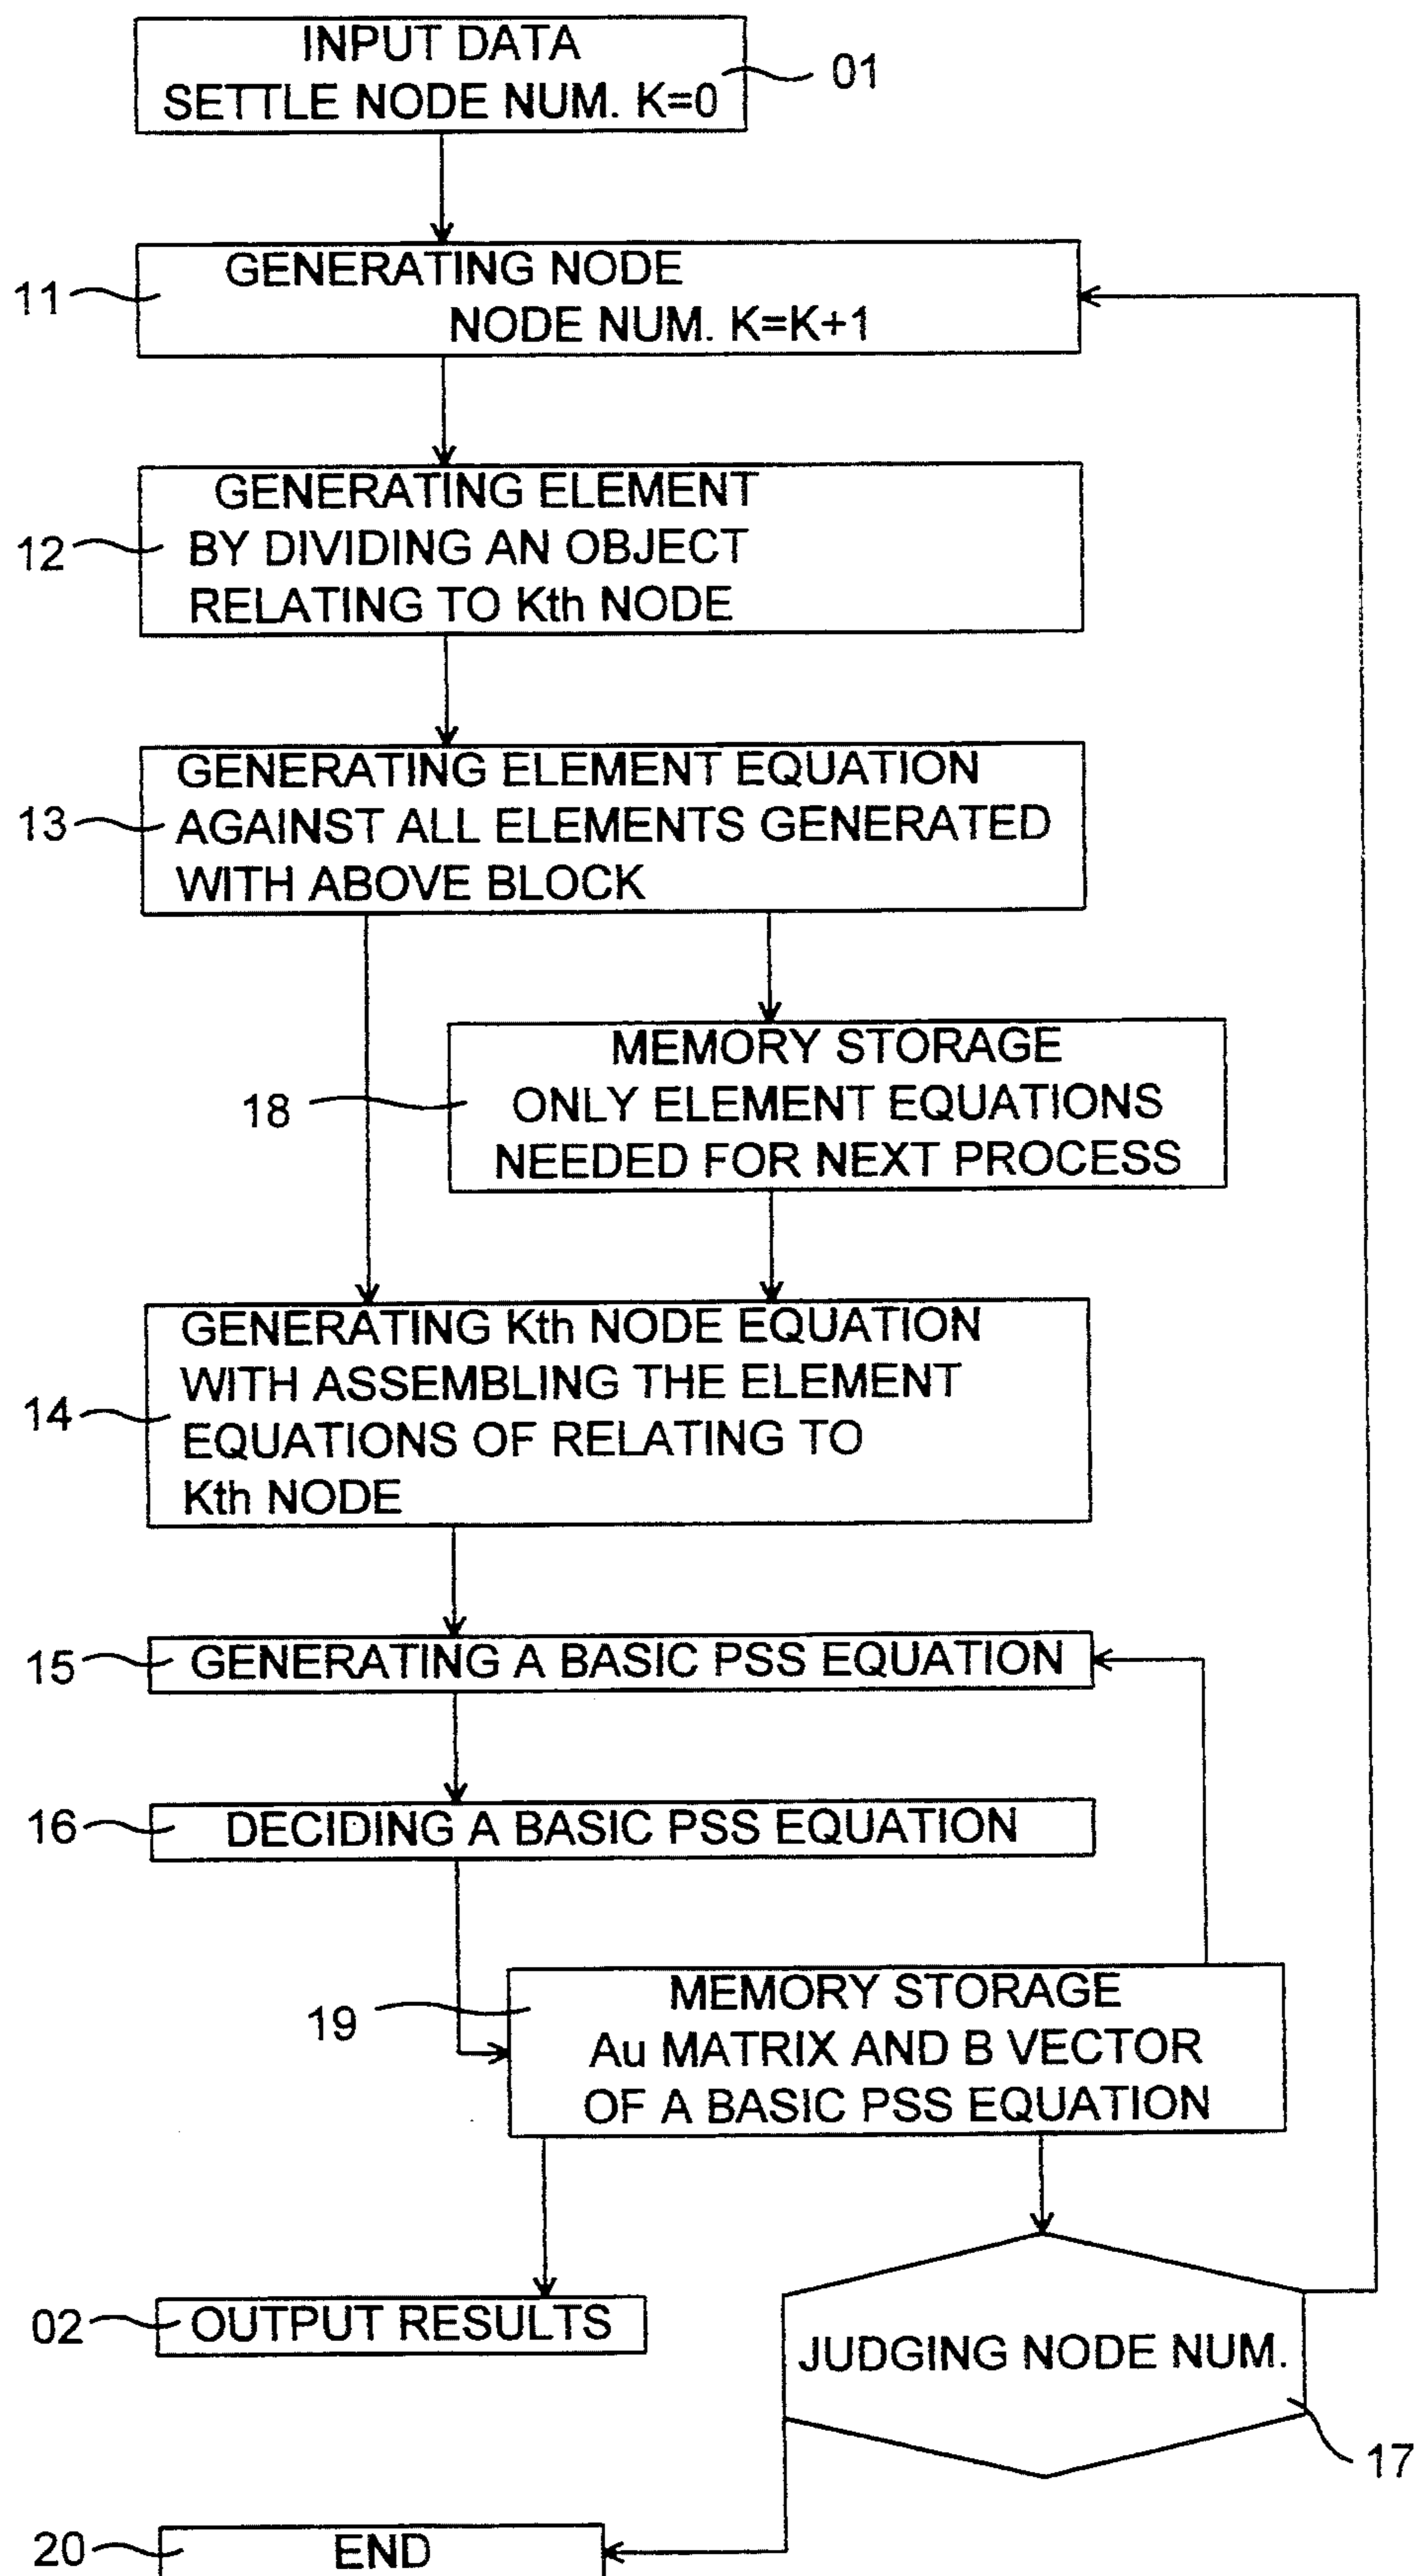 INPUT DATA
SETTLE NODE NUM. K=0
01
GENERATING NODE
NODE NUM. K=K+1
11
GENERATING ELEMENT
BY DIVIDING AN OBJECT
RELATING TO Kth NODE
12
GENERATING ELEMENT EQUATION
AGAINST ALL ELEMENTS GENERATED
WITH ABOVE BLOCK
13
MEMORY STORAGE
ONLY ELEMENT EQUATIONS
NEEDED FOR NEXT PROCESS
18
GENERATING Kth NODE EQUATION
WITH ASSEMBLING THE ELEMENT
EQUATIONS OF RELATING TO
Kth NODE
14
15
GENERATING A BASIC PSS EQUATION
16
DECIDING A BASIC PSS EQUATION
MEMORY STORAGE
Au MATRIX AND B VECTOR
OF A BASIC PSS EQUATION
19
02
OUTPUT RESULTS
JUDGING NODE NUM.
17
20
END